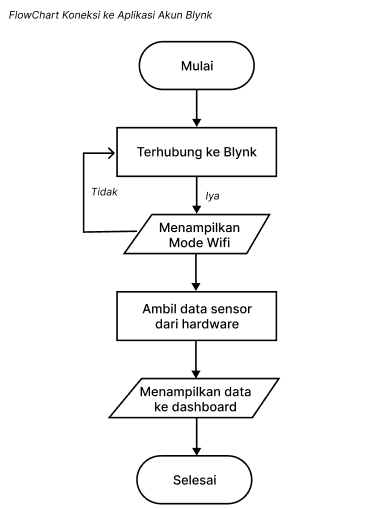 FlowChart Koneksi ke Aplikasi Akun Blynk
Mulai
Terhubung ke Blynk
Tidak
Iya
Menampilkan
Mode Wifi
Ambil data sensor
dari hardware
Menampilkan data
ke dashboard
Selesai